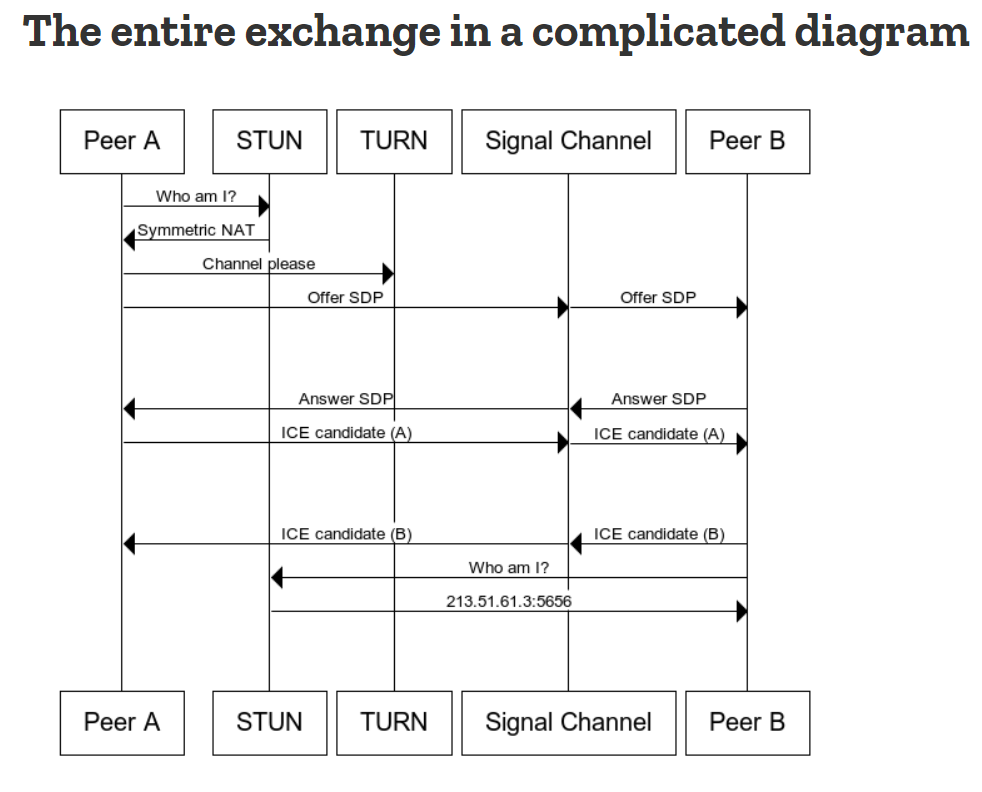 The entire exchange in a complicated diagram
Peer A
STUN
TURN
Signal Channel
Peer B
Who am I?
Symmetric NAT
Channel please
Offer SDP
Offer SDP
Answer SDP
Answer SDP
ICE candidate (A)
ICE candidate (A)
ICE candidate (B)
ICE candidate (B)
Who am I?
213.51.61.3:5656
Peer A
STUN
TURN
Signal Channel
Peer B